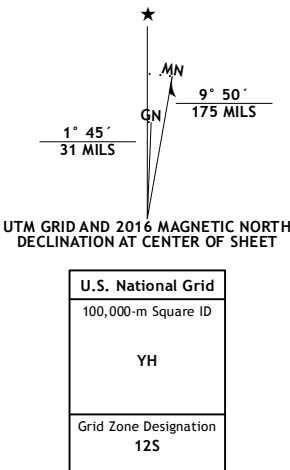 ★
MN
GN
9° 50´
175 MILS
1° 45´
31 MILS
UTM GRID AND 2016 MAGNETIC NORTH
DECLINATION AT CENTER OF SHEET
U.S. National Grid
100,000-m Square ID
YH
Grid Zone Designation
12S